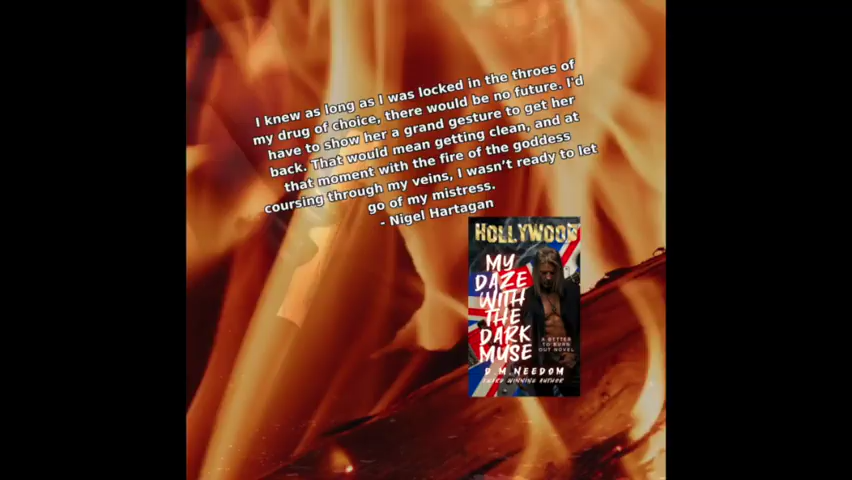 I knew as long as I was locked in the throes of
my drug of choice, there would be no future. I'd
have to show her a grand gesture to get her
back. That would mean getting clean, and at
that moment with the fire of the goddess
coursing through my veins, I wasn't ready to let
go of my mistress.
- Nigel Hartagan
HOLLYWOOD
MY
DAZE
WITH
THE
DARK
MUSE
A BETTER
TO BURN
OUT NOVEL
D.M. NEEDOM
AWARD WINNING AUTHOR